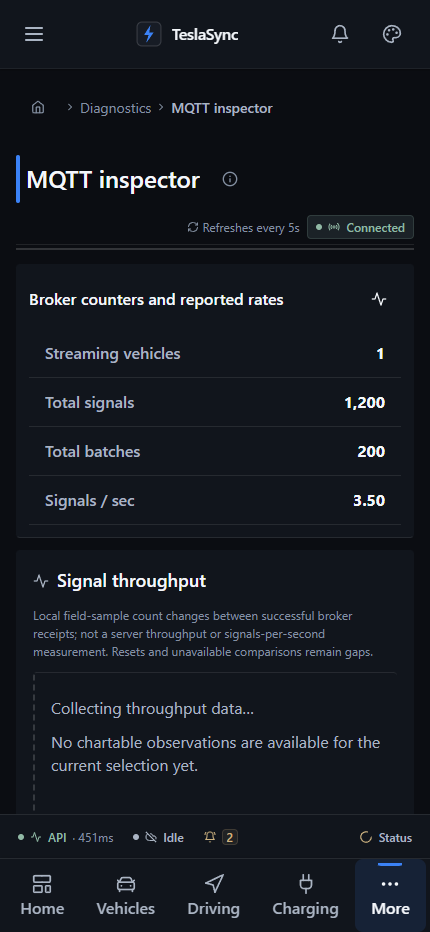 TeslaSync
Diagnostics
MQTT inspector
MQTT inspector
Refreshes every 5s
Connected
Broker counters and reported rates
Streaming vehicles 1
Total signals 1,200
Total batches 200
Signals / sec 3.50
Signal throughput
Local field-sample count changes between successful broker
receipts; not a server throughput or signals-per-second
measurement. Resets and unavailable comparisons remain gaps.
Collecting throughput data...
No chartable observations are available for the
current selection yet.
API · 451ms Idle 2 Status
Home Vehicles Driving Charging More